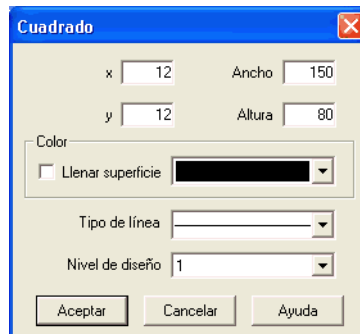 Cuadrado
x 12 Ancho 150
y 12 Altura 80
Color
Llenar superficie
Tipo de línea
Nivel de diseño 1
Aceptar Cancelar Ayuda